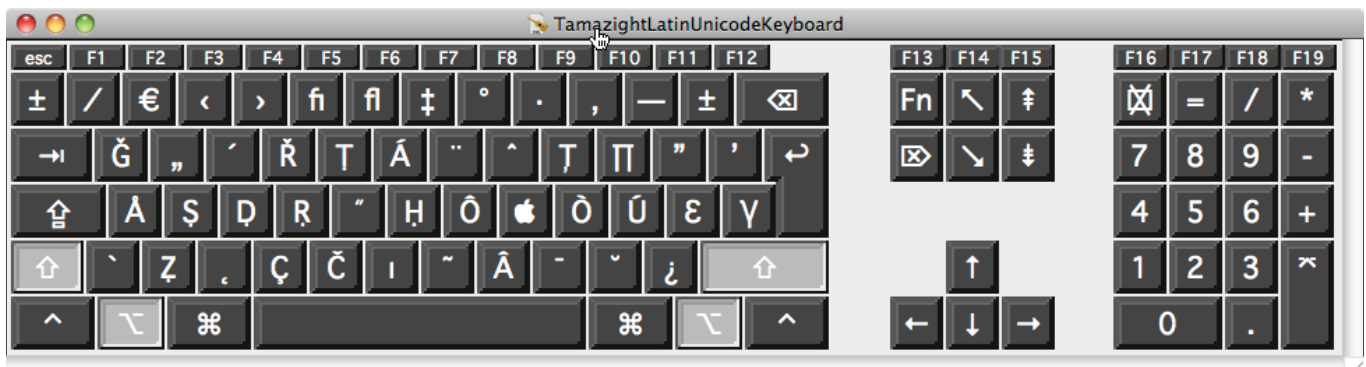 TamazightLatinUnicodeKeyboard
esc F1 F2 F3 F4 F5 F6 F7 F8 F9 F10 F11 F12 F13 F14 F15 F16 F17 F18 F19
± / € ‹ › ﬁ ﬂ ‡ ° · ‚ — ± ⌫ Fn ↖ ⇞ = / *
⇥ Ğ „ ´ Ř Ṭ Á ¨ ˆ Ţ ∏ ” ’ ↩ ⌦ ↘ ⇟ 7 8 9 -
⇪ Å Ṣ Ḍ Ṛ ˝ Ḥ Ô  Ò Ú Ɛ Ɣ 4 5 6 +
⇧ ` Ẓ ¸ Ç Č ı ˜ Â ¯ ˘ ¿ ⇧ ↑ 1 2 3 ⌤
⌃ ⌥ ⌘ ⌘ ⌥ ⌃ ← ↓ → 0 .